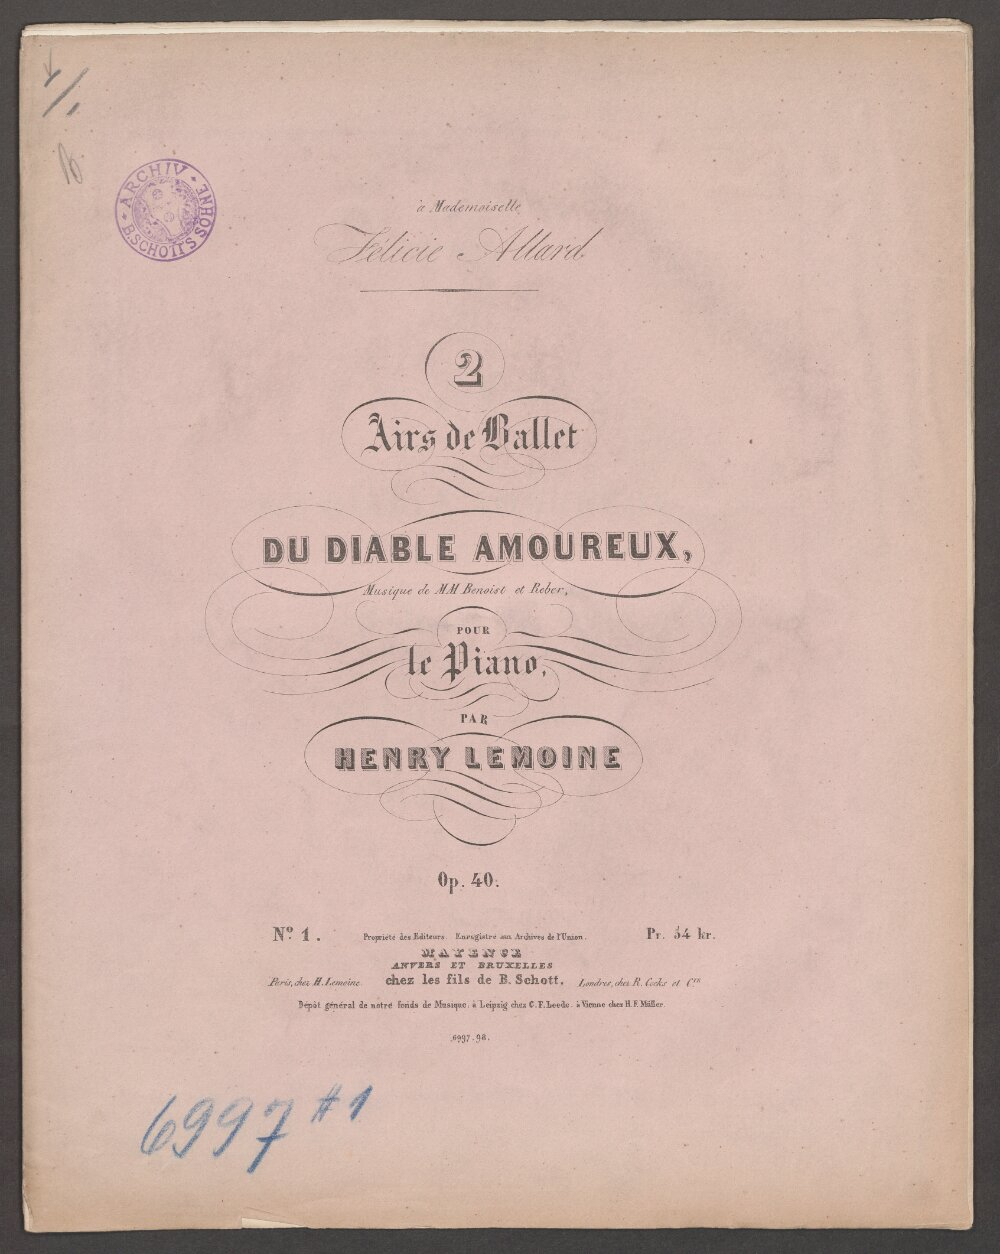 ARCHIV
B.SCHOTT'S SÖHNE
à Mademoiselle
Félicie Allard
2
Airs de Ballet
DU DIABLE AMOUREUX,
Musique de M.M Benoist et Reber,
POUR
le Piano,
PAR
HENRY LEMOINE
Op. 40.
Nº 1. Propriété des Editeurs. Enregistré aux Archives de l'Union. Pr. 54 kr.
MAYENCE
ANVERS ET BRUXELLES
Paris, chez H. Lemoine. chez les fils de B. Schott. Londres, chez R. Cocks et Cie
Dépôt général de notre fonds de Musique. à Leipzig chez C. F. Leede. à Vienne chez H. F. Müller.
6997.98.
6997 #1